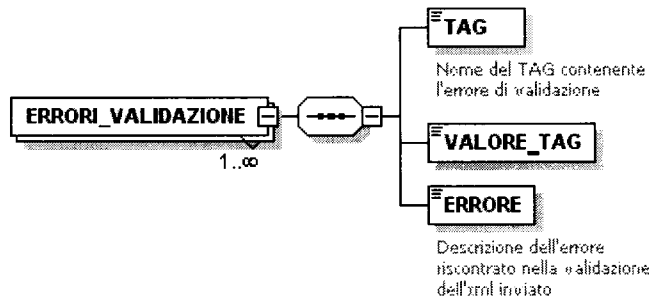 TAG
Nome del TAG contenente
l'errore di validazione
ERRORI_VALIDAZIONE
1..∞
VALORE_TAG
ERRORE
Descrizione dell'errore
riscontrato nella validazione
dell'xml inviato